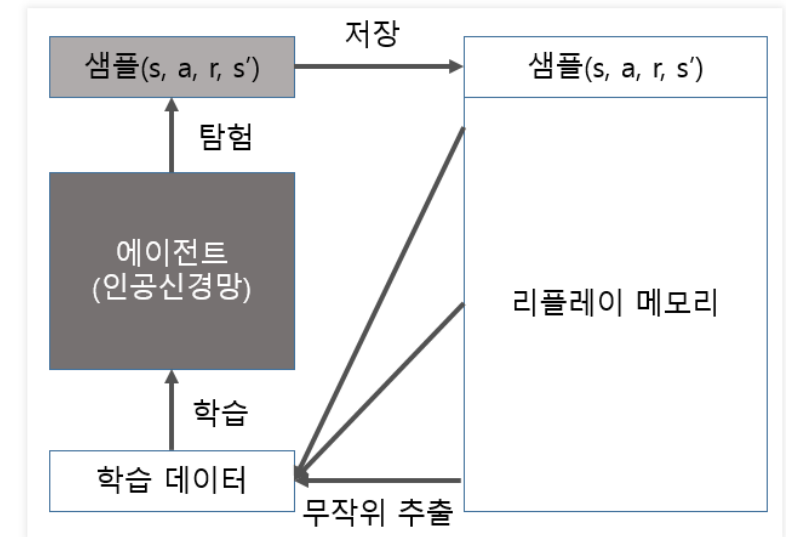 저장
샘플(s, a, r, s’)
샘플(s, a, r, s’)
탐험
에이전트
(인공신경망)
리플레이 메모리
학습
학습 데이터
무작위 추출